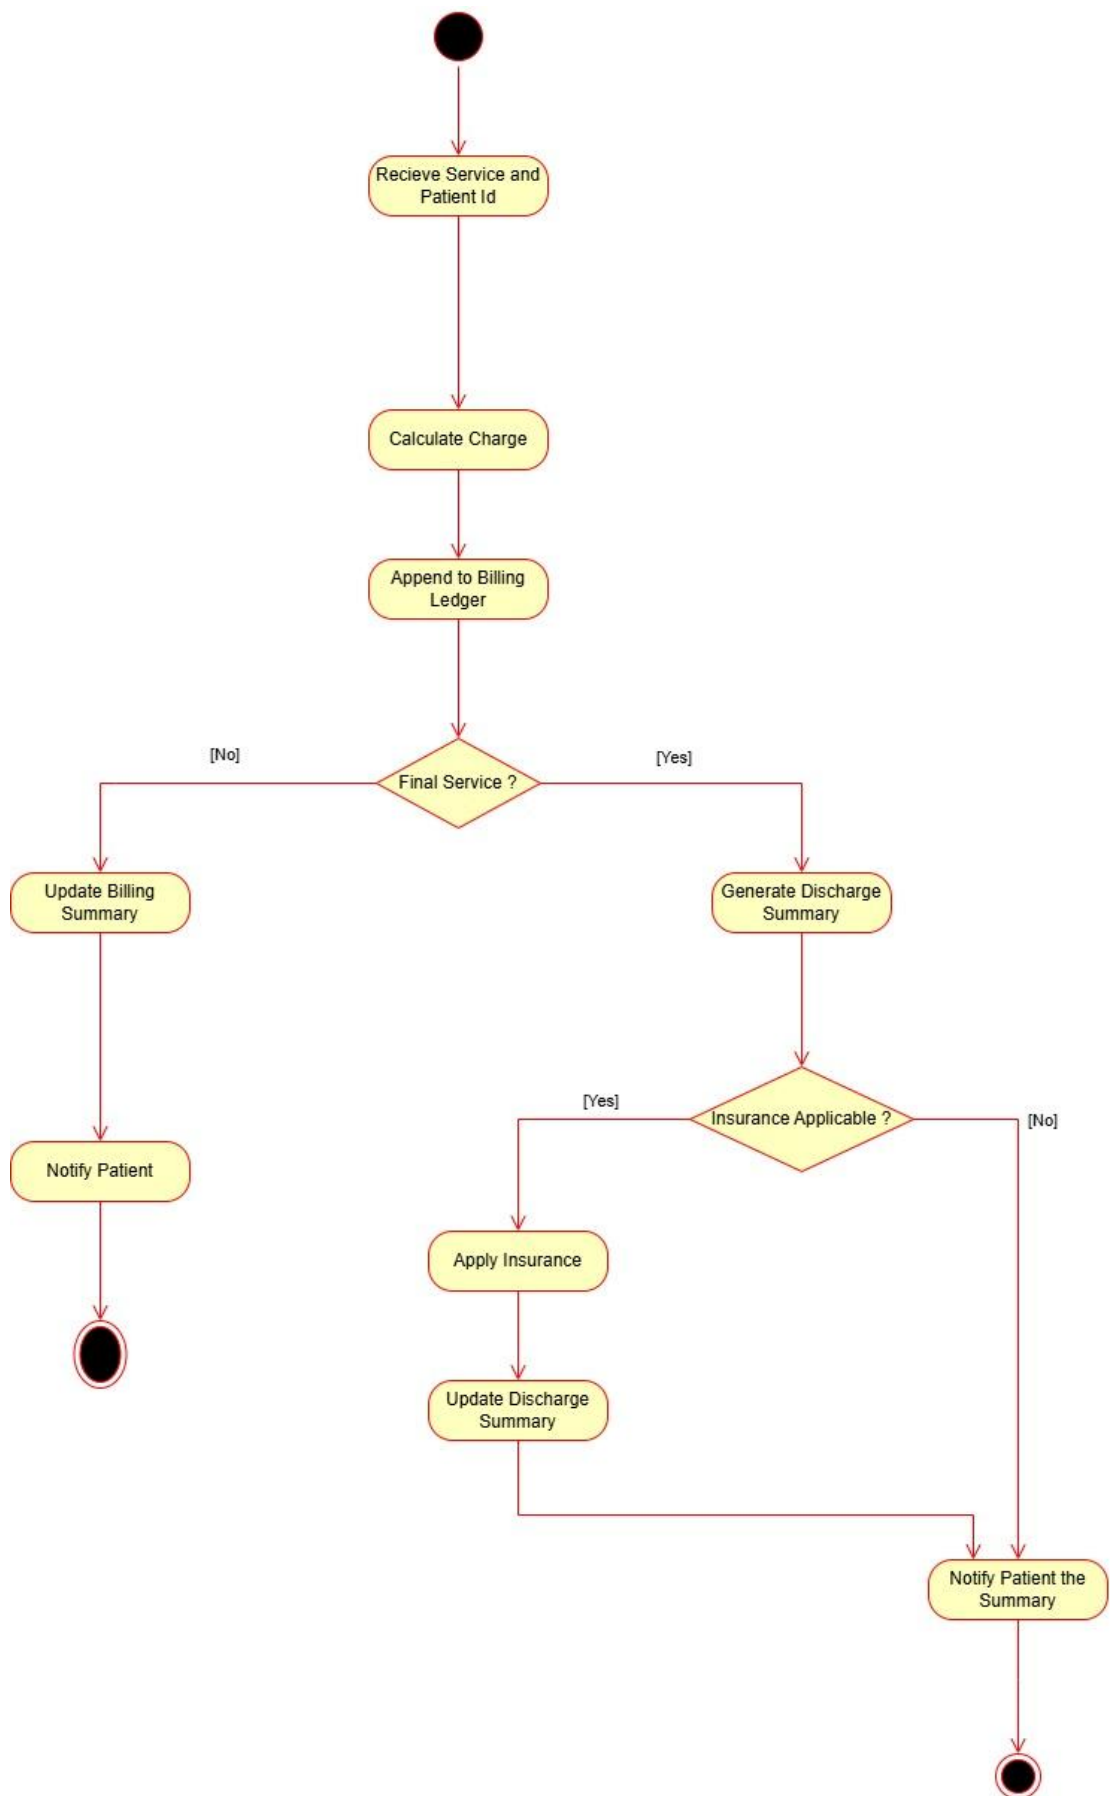 Recieve Service and
Patient Id
Calculate Charge
Append to Billing
Ledger
[No]
Final Service ?
[Yes]
Update Billing
Summary
Generate Discharge
Summary
[Yes]
Insurance Applicable ?
[No]
Notify Patient
Apply Insurance
Update Discharge
Summary
Notify Patient the
Summary